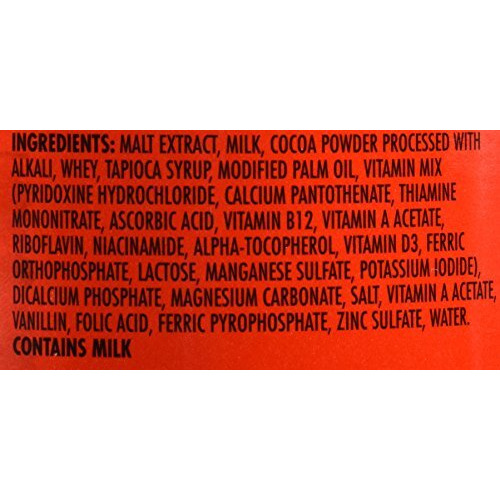 INGREDIENTS: MALT EXTRACT, MILK, COCOA POWDER PROCESSED WITH
ALKALI, WHEY, TAPIOCA SYRUP, MODIFIED PALM OIL, VITAMIN MIX
(PYRIDOXINE HYDROCHLORIDE, CALCIUM PANTOTHENATE, THIAMINE
MONONITRATE, ASCORBIC ACID, VITAMIN B12, VITAMIN A ACETATE,
RIBOFLAVIN, NIACINAMIDE, ALPHA-TOCOPHEROL, VITAMIN D3, FERRIC
ORTHOPHOSPHATE, LACTOSE, MANGANESE SULFATE, POTASSIUM IODIDE),
DICALCIUM PHOSPHATE, MAGNESIUM CARBONATE, SALT, VITAMIN A ACETATE,
VANILLIN, FOLIC ACID, FERRIC PYROPHOSPHATE, ZINC SULFATE, WATER.
CONTAINS MILK